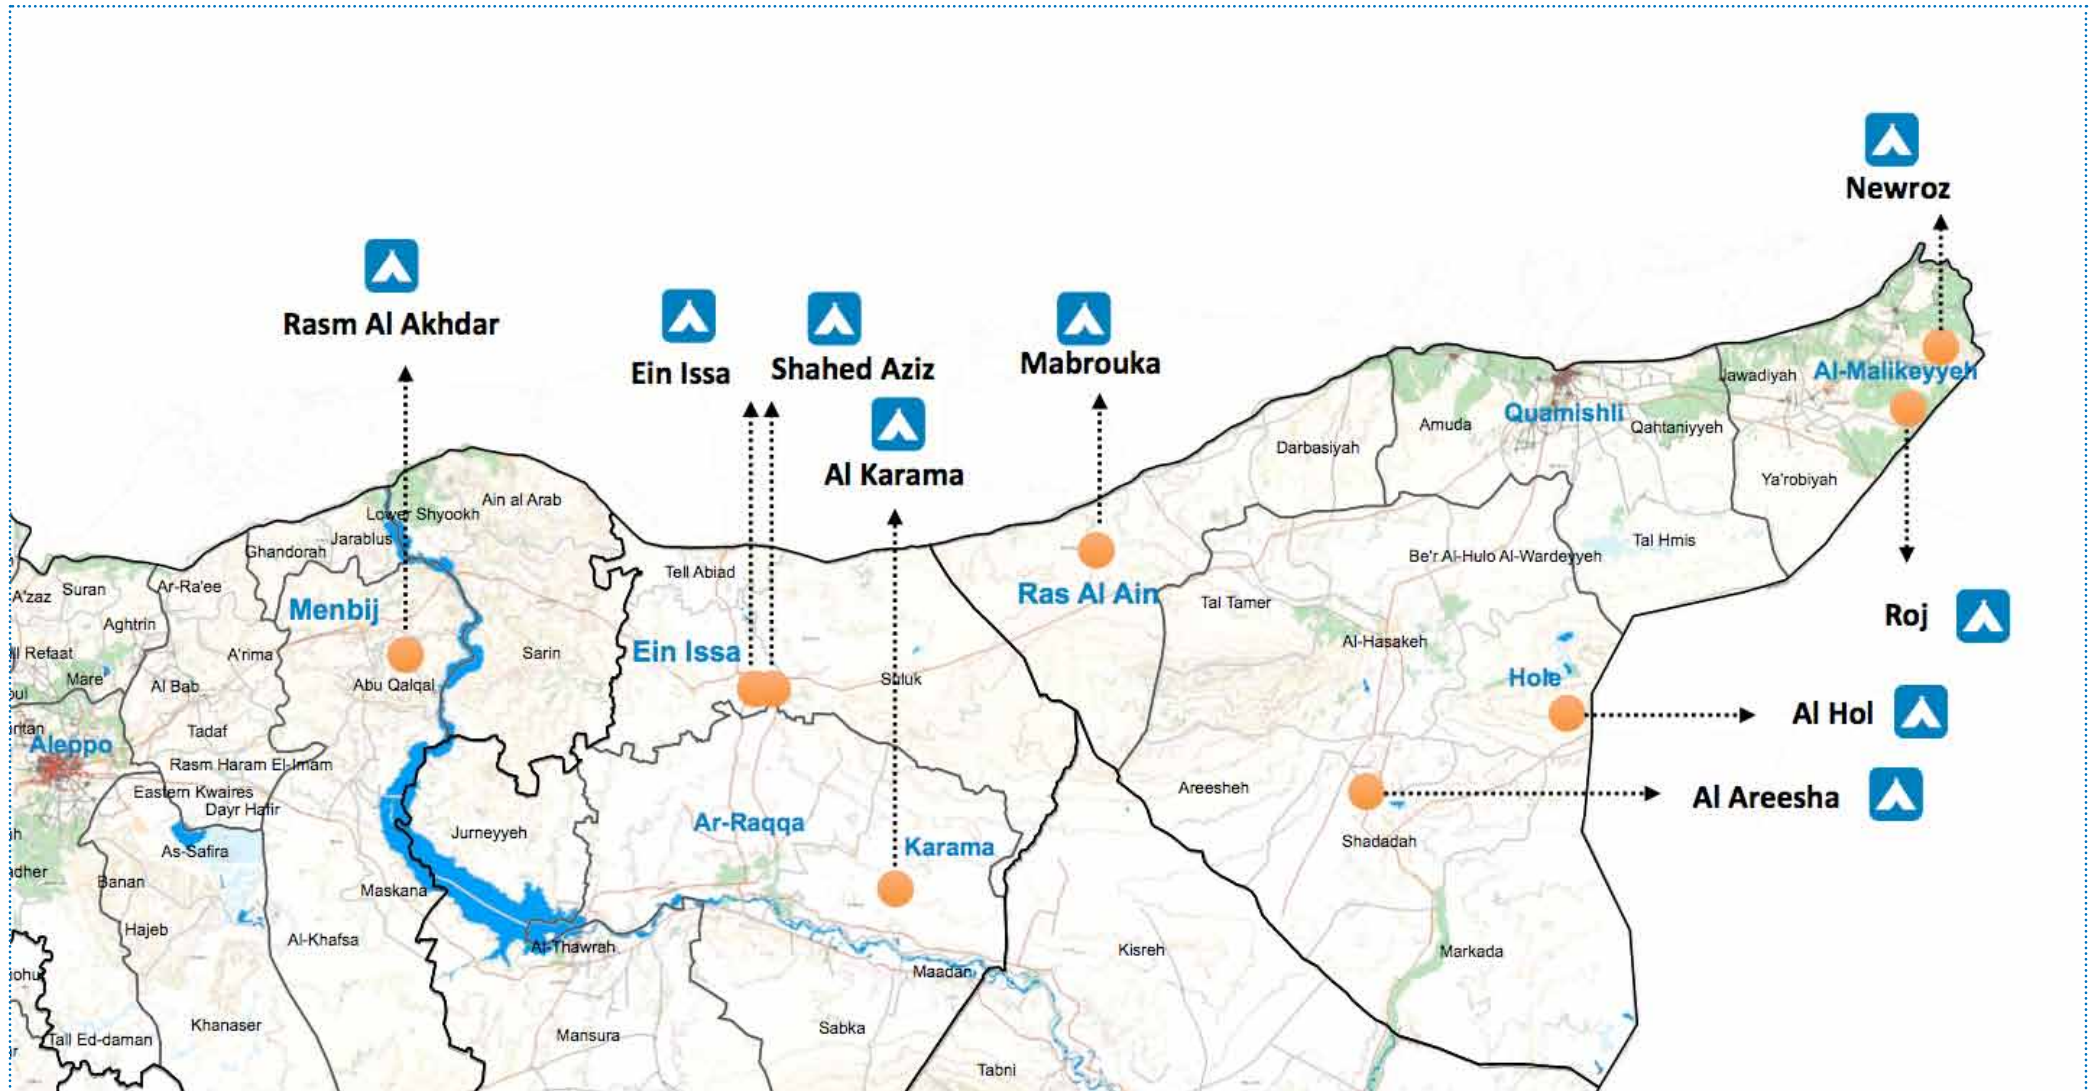 Newroz
Rasm Al Akhdar
Ein Issa
Shahed Aziz
Mabrouka
Al Karama
Al-Malikeyyeh
Jawadiyah
Quamishli
Amuda
Qahtaniyyeh
Darbasiyah
Ya'robiyah
Ain al Arab
Lower Shyookh
Jarablus
Ghandorah
Tal Hmis
Be'r Al-Hulo Al-Wardeyyeh
Tell Abiad
Ras Al Ain
Tal Tamer
Ar-Ra'ee
Suran
A'zaz
Menbij
Roj
Aghtrin
Al-Hasakeh
Ein Issa
Sarin
A'rima
ll Refaat
Mare
Al Bab
Abu Qalqal
Suluk
Hole
Al Hol
Tadaf
Aleppo
Rasm Haram El-Imam
Areesheh
Al Areesha
Eastern Kwaires
Dayr Hafir
Ar-Raqqa
Jurneyyeh
Karama
Shadadah
As-Safira
dher
Banan
Maskana
Hajeb
Al-Khafsa
Al-Thawrah
Kisreh
Markada
Maadan
Khanaser
Sabka
Mansura
Tall Ed-daman
Tabni